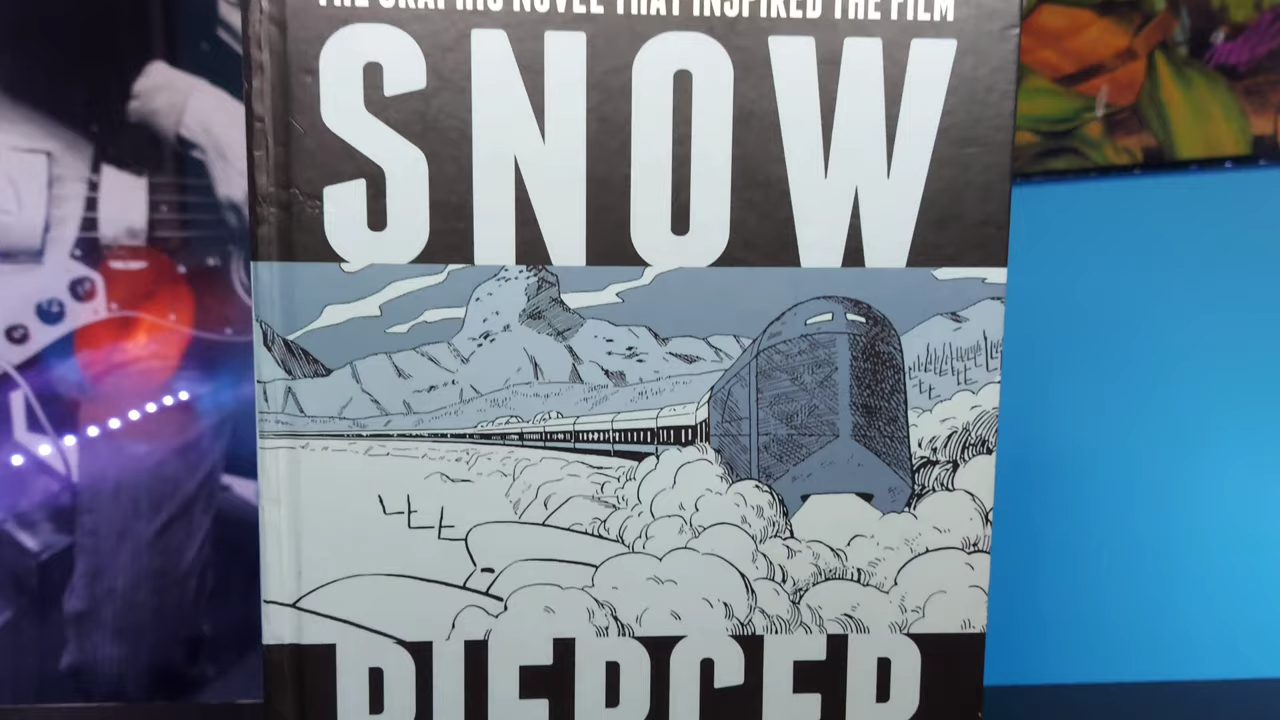 THE GRAPHIC NOVEL THAT INSPIRED THE FILM
SNOW
PIERCER